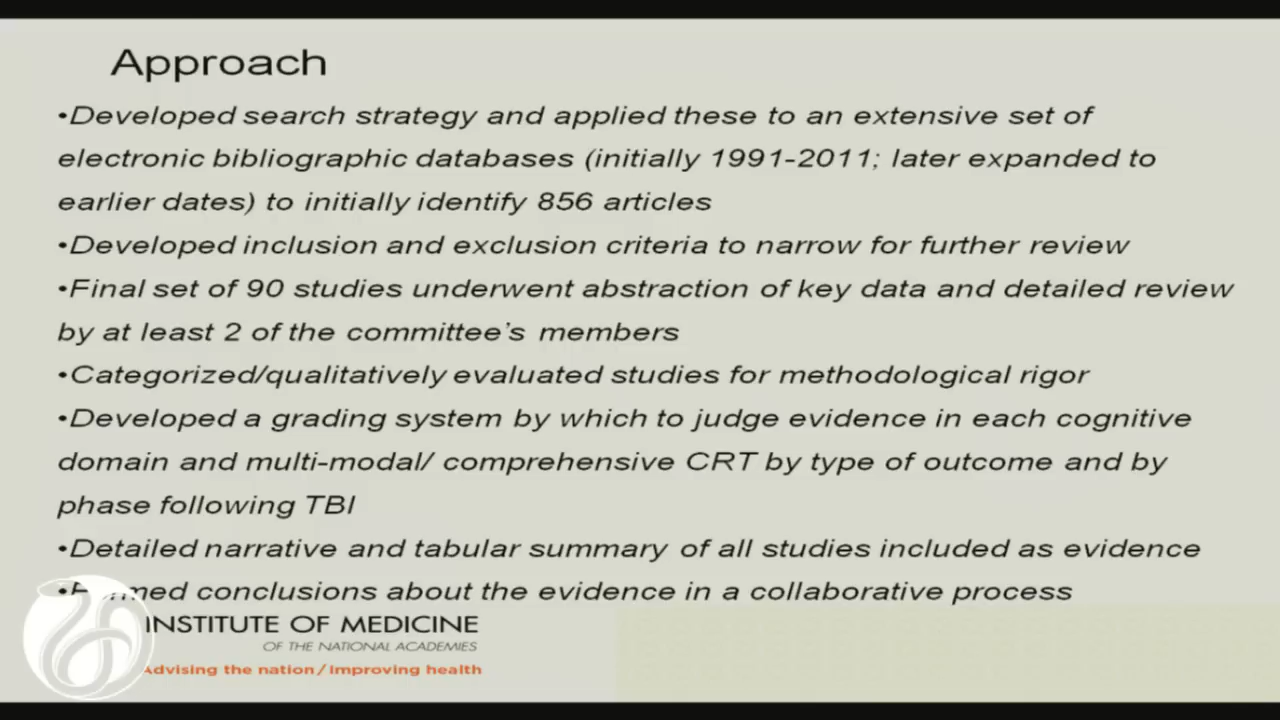 Approach
•Developed search strategy and applied these to an extensive set of
electronic bibliographic databases (initially 1991-2011; later expanded to
earlier dates) to initially identify 856 articles
•Developed inclusion and exclusion criteria to narrow for further review
•Final set of 90 studies underwent abstraction of key data and detailed review
by at least 2 of the committee's members
•Categorized/qualitatively evaluated studies for methodological rigor
•Developed a grading system by which to judge evidence in each cognitive
domain and multi-modal/ comprehensive CRT by type of outcome and by
phase following TBI
•Detailed narrative and tabular summary of all studies included as evidence
conclusions about the evidence in a collaborative process
INSTITUTE OF MEDICINE
OF THE NATIONAL ACADEMIES
Advising the nation / Improving health